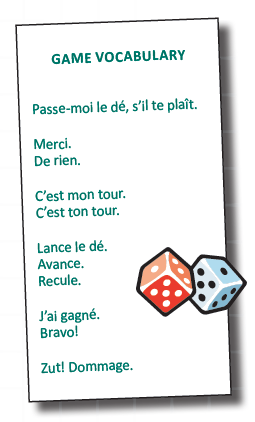 GAME VOCABULARY
Passe-moi le dé, s'il te plaît.
Merci.
De rien.
C'est mon tour.
C'est ton tour.
Lance le dé.
Avance.
Recule.
J'ai gagné.
Bravo!
Zut! Dommage.